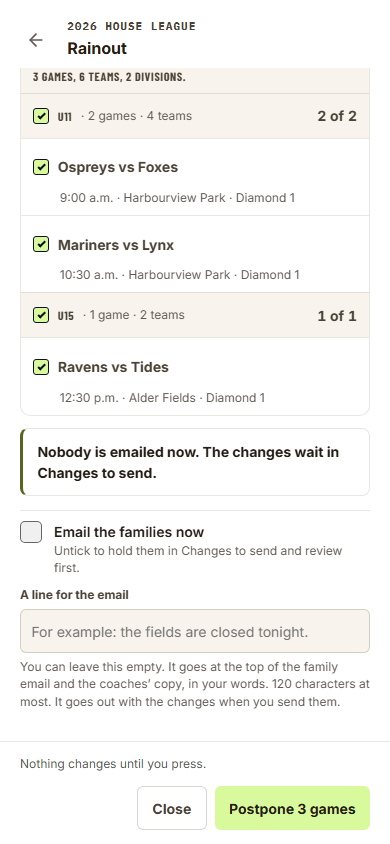 2026 HOUSE LEAGUE
Rainout
3 GAMES, 6 TEAMS, 2 DIVISIONS.
U11 · 2 games · 4 teams 2 of 2
Ospreys vs Foxes
9:00 a.m. · Harbourview Park · Diamond 1
Mariners vs Lynx
10:30 a.m. · Harbourview Park · Diamond 1
U15 · 1 game · 2 teams 1 of 1
Ravens vs Tides
12:30 p.m. · Alder Fields · Diamond 1
Nobody is emailed now. The changes wait in
Changes to send.
Email the families now
Untick to hold them in Changes to send and review
first.
A line for the email
For example: the fields are closed tonight.
You can leave this empty. It goes at the top of the family
email and the coaches’ copy, in your words. 120 characters at
most. It goes out with the changes when you send them.
Nothing changes until you press.
Close Postpone 3 games